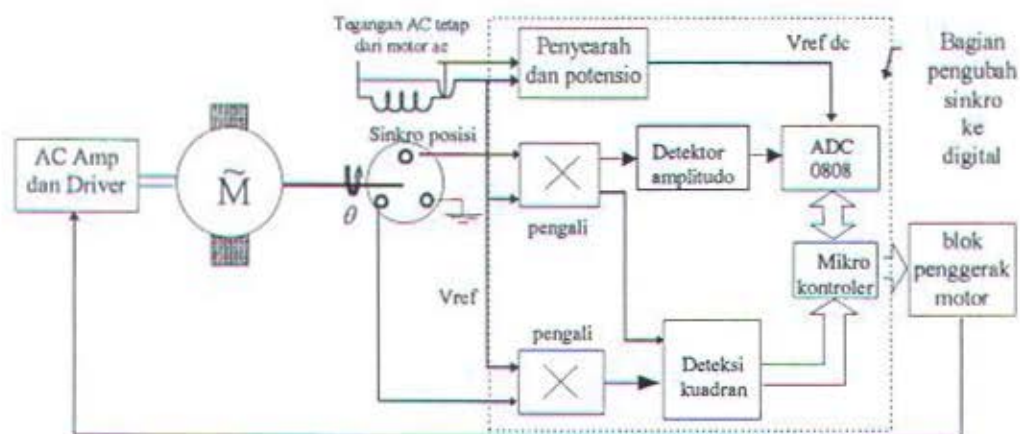 Tegangan AC tetap
dari motor ac
Penyearah
dan potensio
Vref dc
Bagian
pengubah
sinkro
ke
digital
Sinkro posisi
AC Amp
dan Driver
M
θ
Detektor
amplitudo
ADC
0808
pengali
Vref
Mikro
kontroler
blok
penggerak
motor
pengali
Deteksi
kuadran